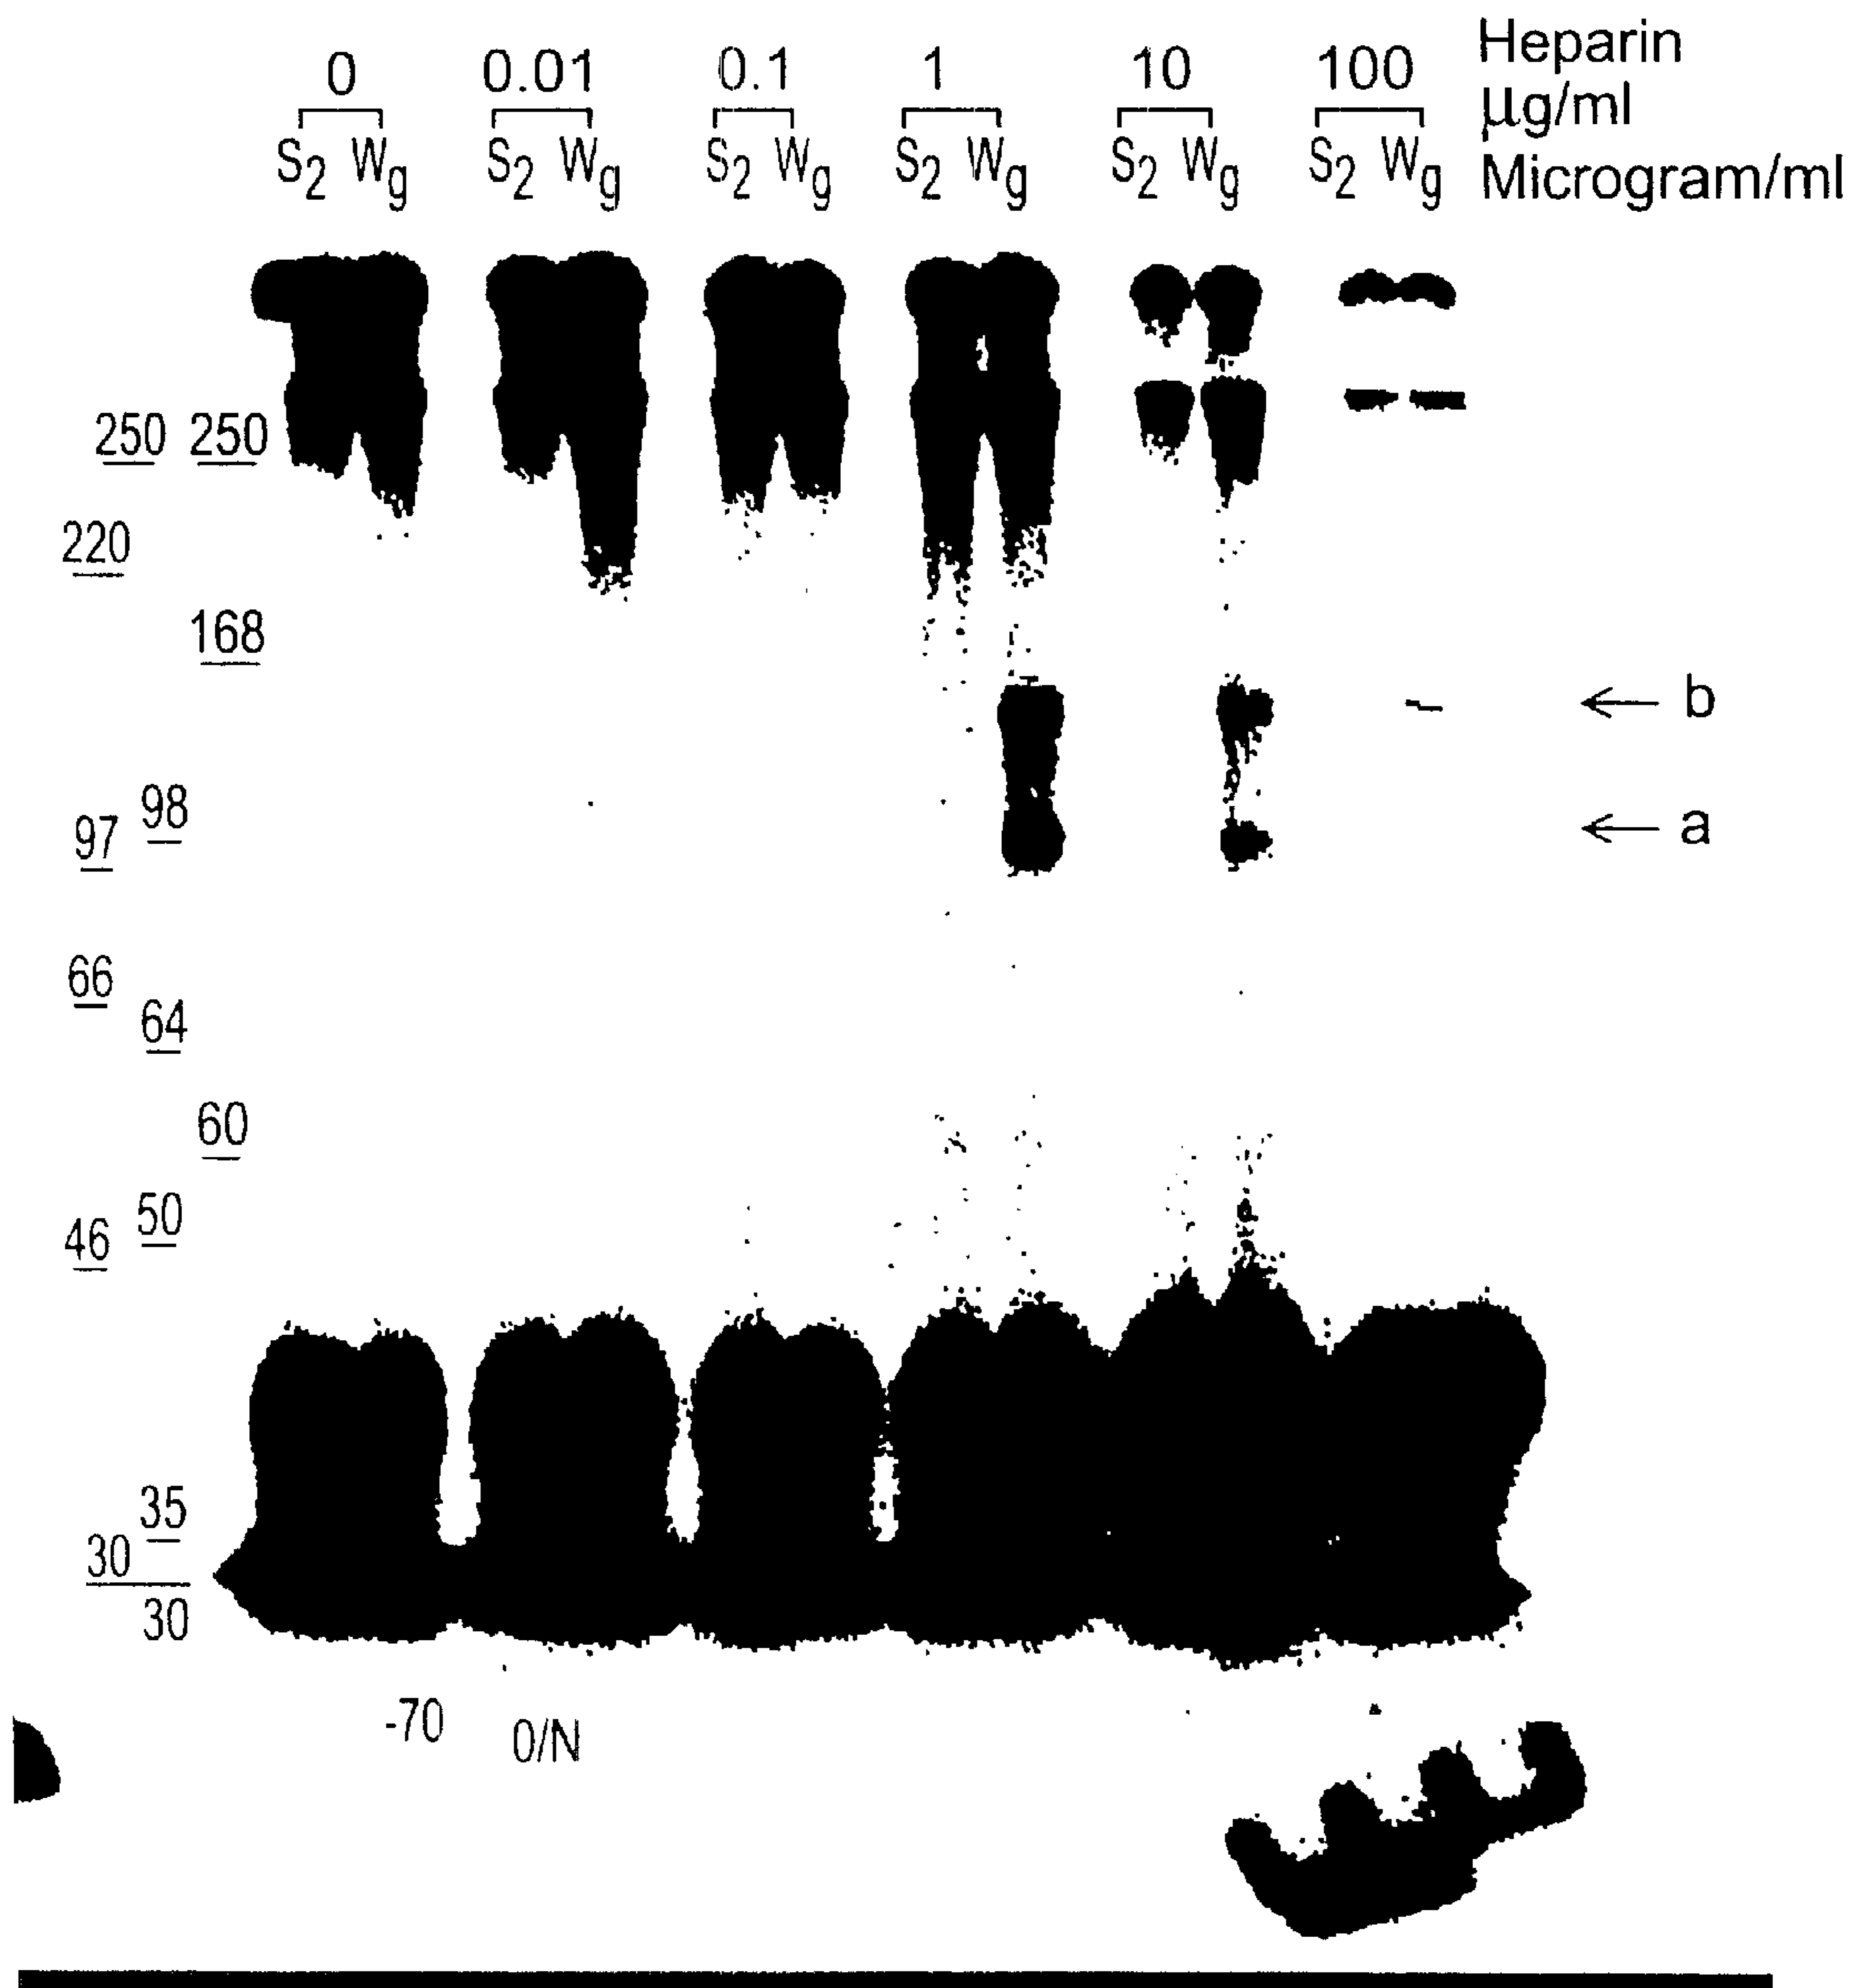 0 0.01 0.1 1 10 100 Heparin
µg/ml
S2 Wg S2 Wg S2 Wg S2 Wg S2 Wg S2 Wg Microgram/ml
250 250
220
168
b
98
97 a
66
64
60
50
46
35
30
30
-70 O/N